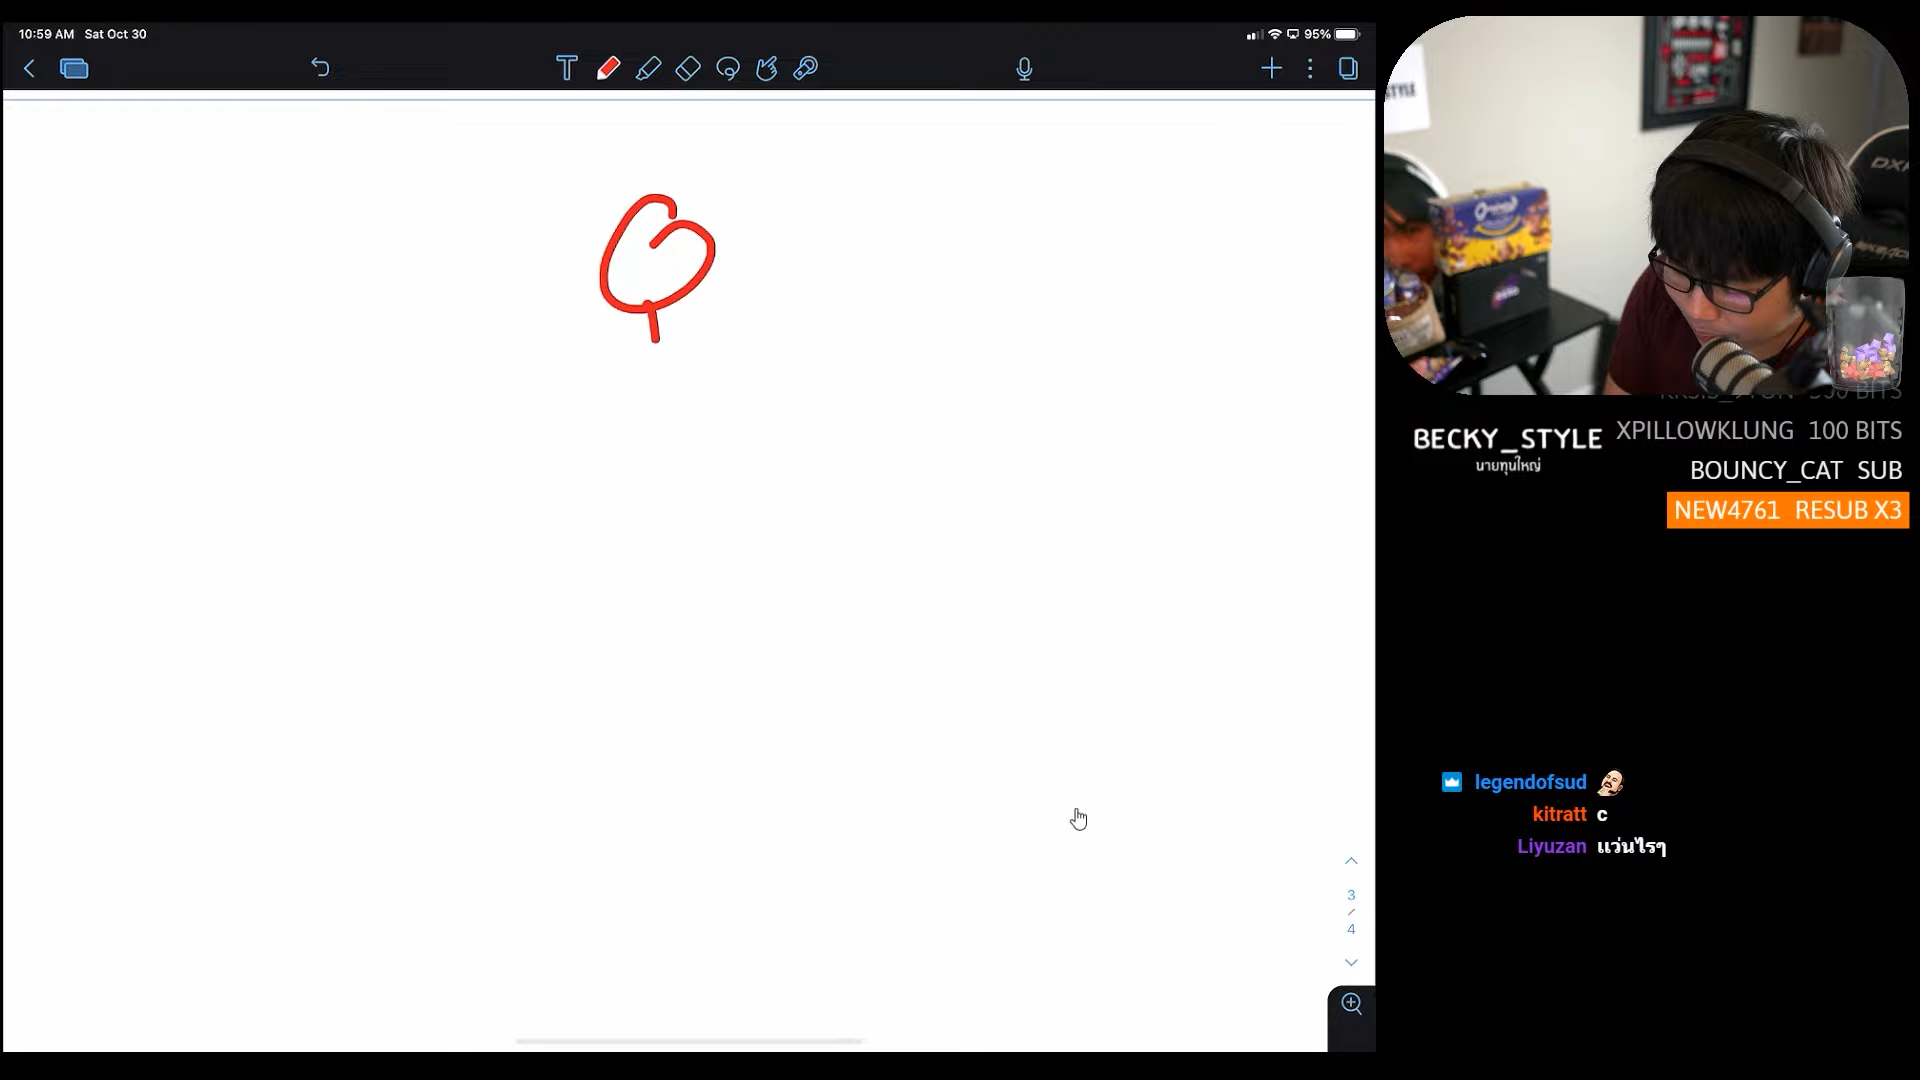 10:59 AM Sat Oct 30
95%
STYLE
BECKY_STYLE
นายทุนใหญ่
XPILLOWKLUNG 100 BITS
BOUNCY_CAT SUB
NEW4761 RESUB X3
legendofsud
kitratt c
Liyuzan แว่นไรๆ
3
/
4